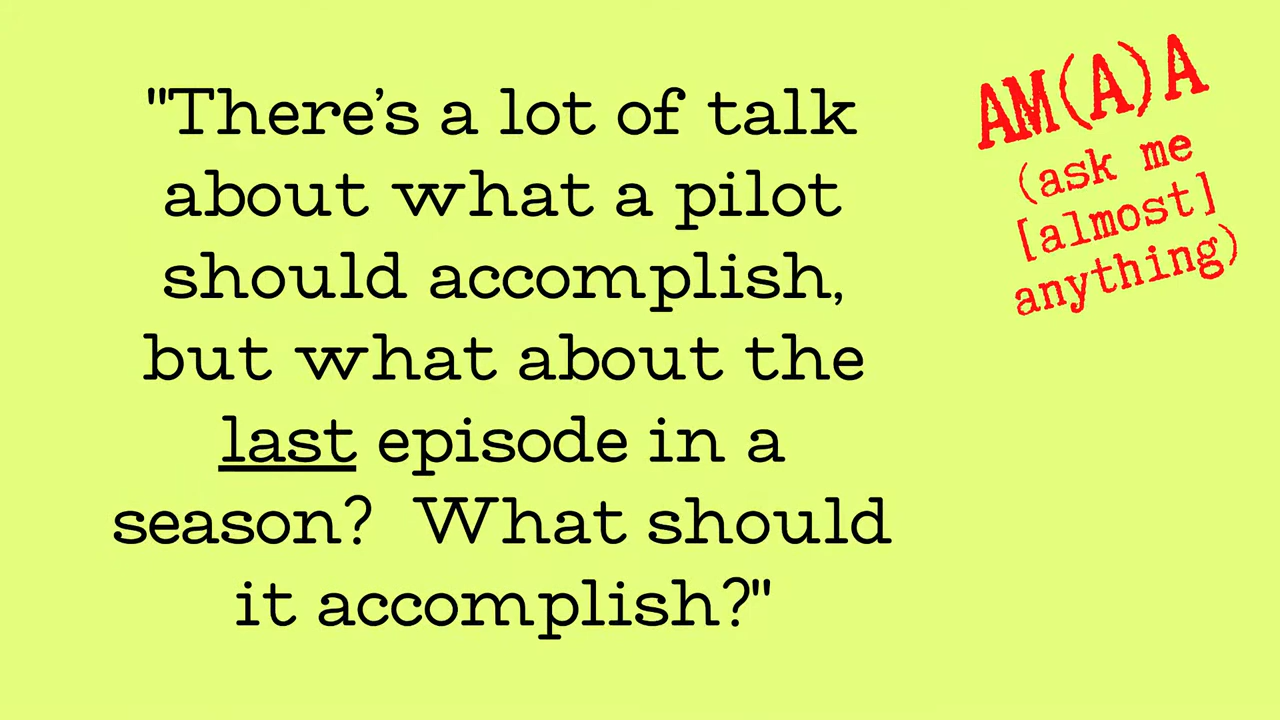 "There’s a lot of talk
about what a pilot
should accomplish,
but what about the
last episode in a
season?  What should
it accomplish?"
AM(A)A
(ask me
[almost]
anything)